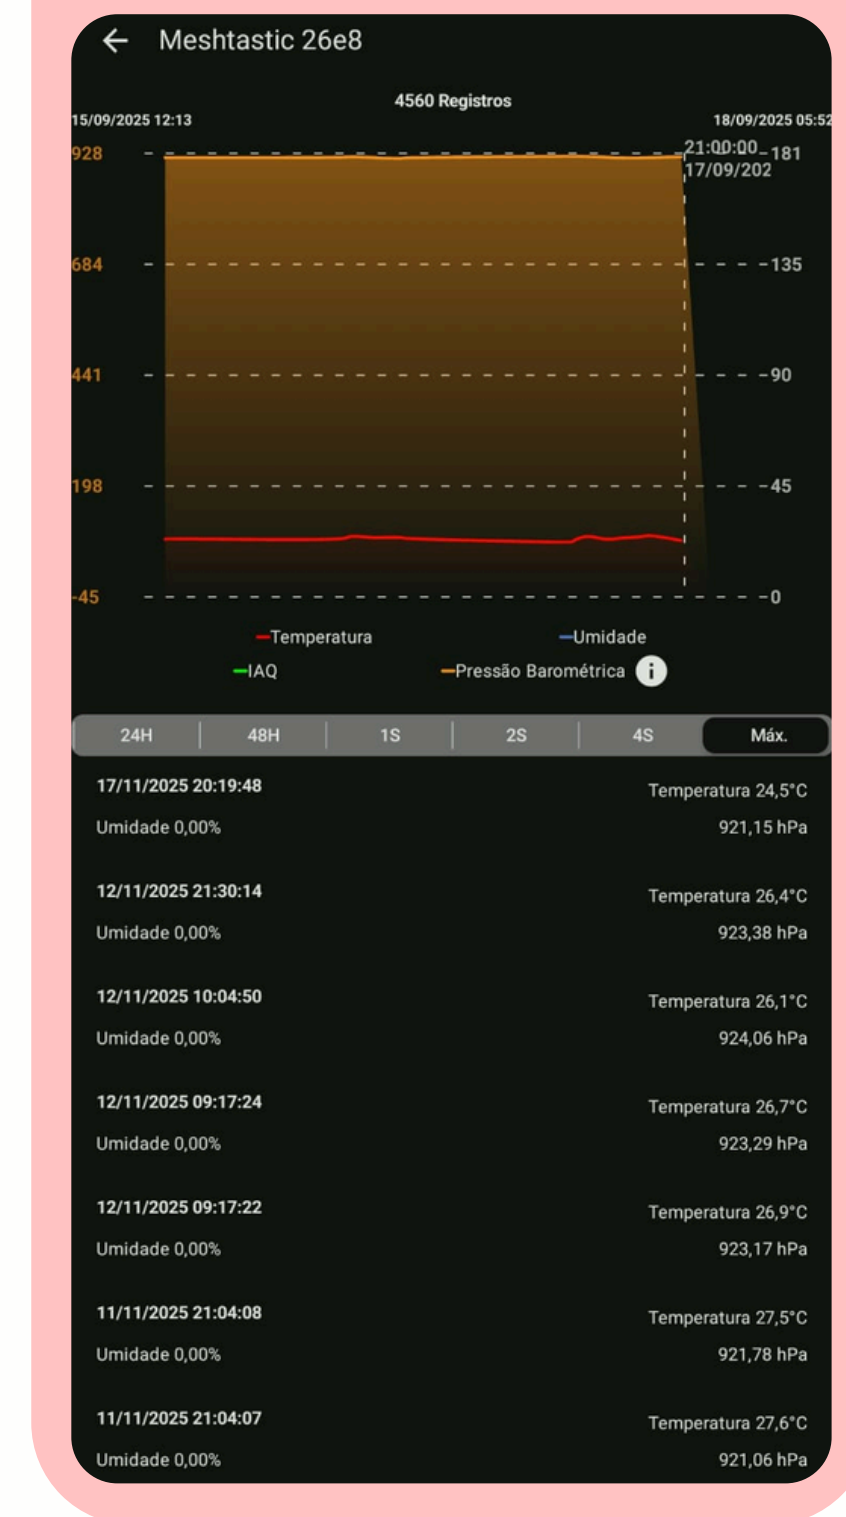 Meshtastic 26e8
4560 Registros
15/09/2025 12:13
18/09/2025 05:52
928
21:00:00
181
17/09/202
684
135
441
90
198
45
-45
0
Temperatura
Umidade
IAQ
Pressão Barométrica i
24H 48H 1S 2S 4S Máx.
17/11/2025 20:19:48
Temperatura 24,5°C
Umidade 0,00%
921,15 hPa
12/11/2025 21:30:14
Temperatura 26,4°C
Umidade 0,00%
923,38 hPa
12/11/2025 10:04:50
Temperatura 26,1°C
Umidade 0,00%
924,06 hPa
12/11/2025 09:17:24
Temperatura 26,7°C
Umidade 0,00%
923,29 hPa
12/11/2025 09:17:22
Temperatura 26,9°C
Umidade 0,00%
923,17 hPa
11/11/2025 21:04:08
Temperatura 27,5°C
Umidade 0,00%
921,78 hPa
11/11/2025 21:04:07
Temperatura 27,6°C
Umidade 0,00%
921,06 hPa